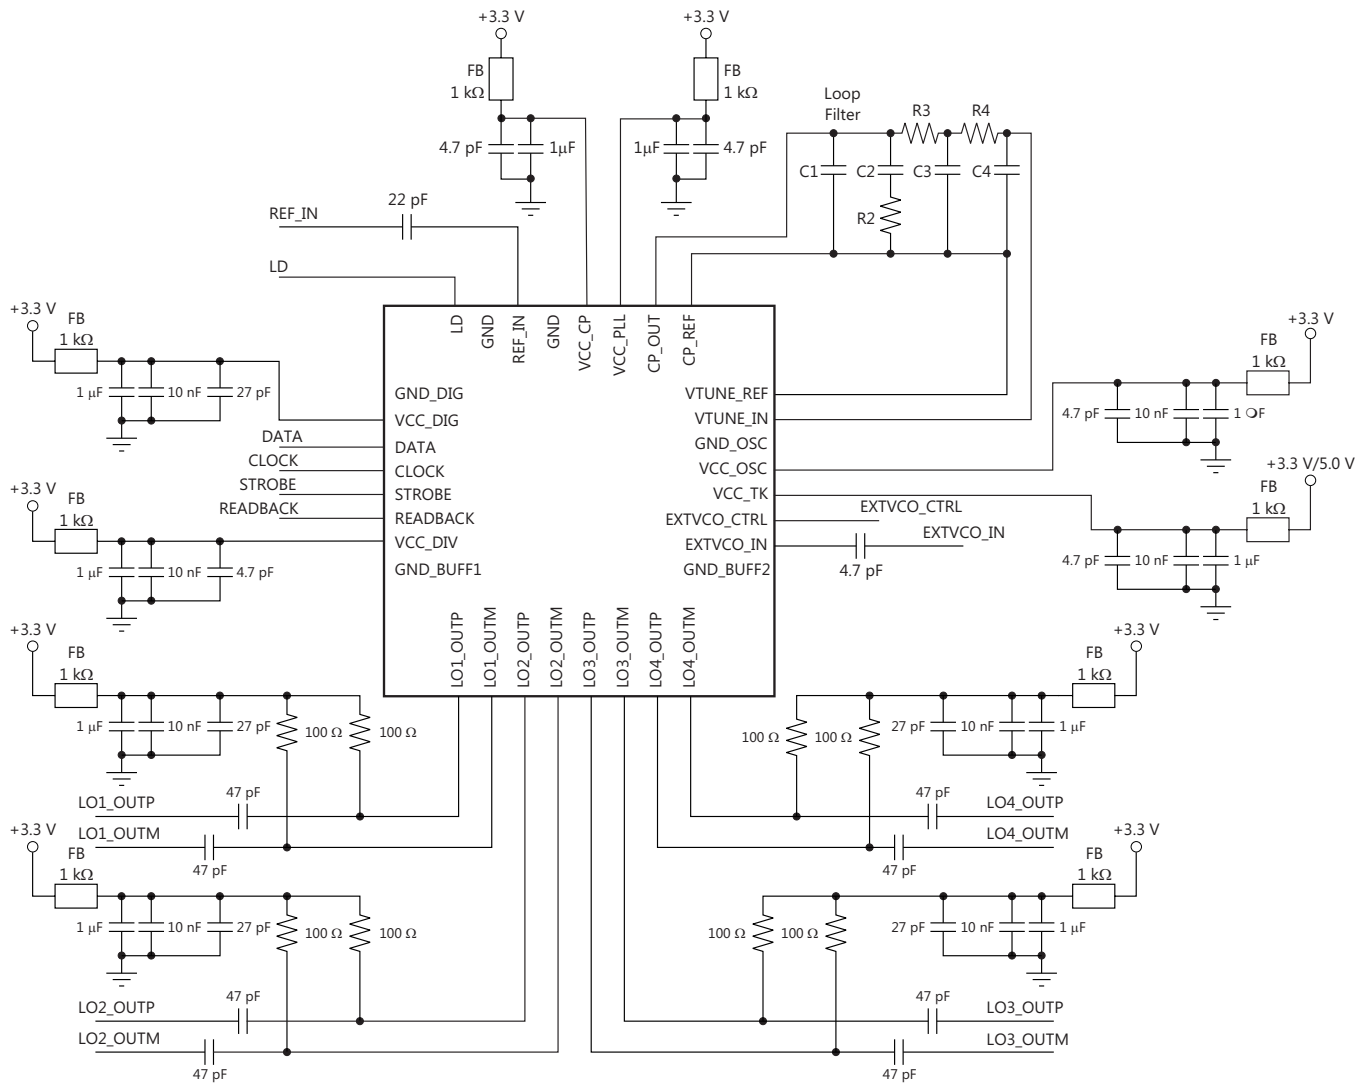 +3.3 V
+3.3 V
FB
1 kΩ
FB
1 kΩ
Loop
Filter
R3
R4
4.7 pF
1µF
1µF
4.7 pF
C1
C2
C3
C4
R2
22 pF
REF_IN
LD
+3.3 V
FB
1 kΩ
1 µF
10 nF
27 pF
LD
GND
REF_IN
GND
VCC_CP
VCC_PLL
CP_OUT
CP_REF
GND_DIG
VCC_DIG
DATA
CLOCK
STROBE
READBACK
VCC_DIV
GND_BUFF1
VTUNE_REF
VTUNE_IN
GND_OSC
VCC_OSC
VCC_TK
EXTVCO_CTRL
EXTVCO_IN
GND_BUFF2
DATA
CLOCK
STROBE
READBACK
+3.3 V
FB
1 kΩ
1 µF
10 nF
4.7 pF
+3.3 V
FB
1 kΩ
4.7 pF
10 nF
1 ❍F
+3.3 V/5.0 V
FB
1 kΩ
4.7 pF
10 nF
1 µF
EXTVCO_CTRL
EXTVCO_IN
4.7 pF
LO1_OUTP
LO1_OUTM
LO2_OUTP
LO2_OUTM
LO3_OUTP
LO3_OUTM
LO4_OUTP
LO4_OUTM
+3.3 V
FB
1 kΩ
1 µF
10 nF
27 pF
100 Ω
100 Ω
47 pF
LO1_OUTP
LO1_OUTM
47 pF
+3.3 V
FB
1 kΩ
100 Ω
100 Ω
27 pF
10 nF
1 µF
47 pF
LO4_OUTP
LO4_OUTM
47 pF
+3.3 V
FB
1 kΩ
1 µF
10 nF
27 pF
100 Ω
100 Ω
47 pF
LO2_OUTP
LO2_OUTM
47 pF
+3.3 V
FB
1 kΩ
100 Ω
100 Ω
27 pF
10 nF
1 µF
47 pF
LO3_OUTP
LO3_OUTM
47 pF